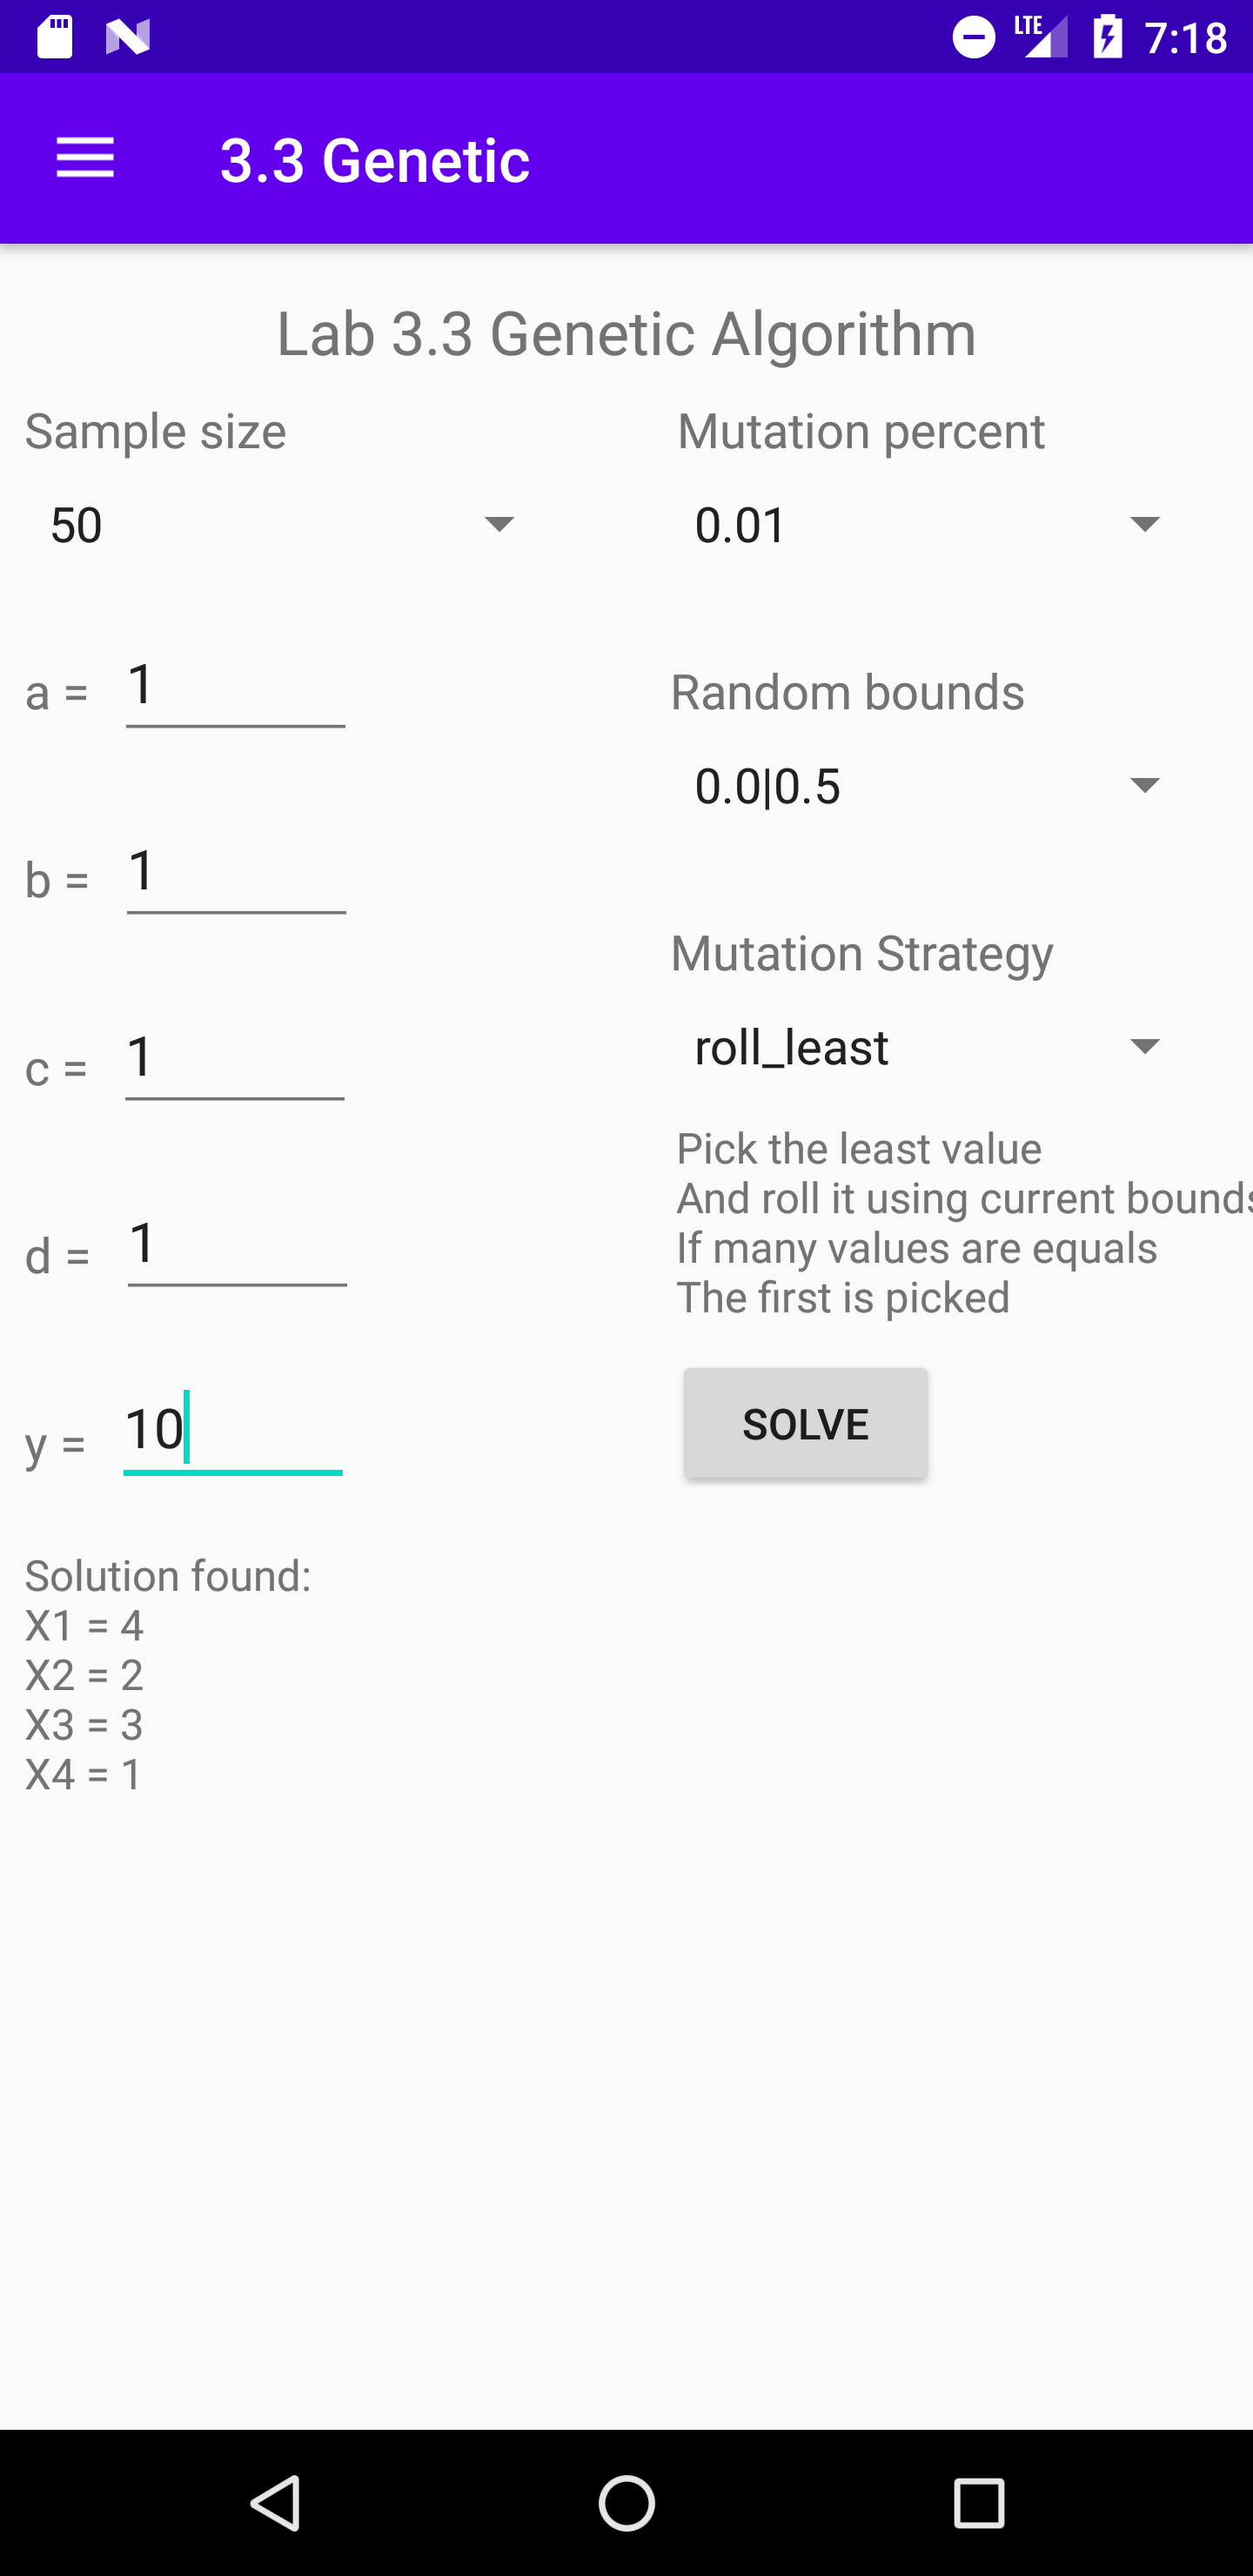 LTE 7:18
3.3 Genetic
Lab 3.3 Genetic Algorithm
Sample size
Mutation percent
50
0.01
a = 1
Random bounds
0.0|0.5
b = 1
Mutation Strategy
c = 1
roll_least
Pick the least value
And roll it using current bounds
If many values are equals
The first is picked
d = 1
y = 10
SOLVE
Solution found:
X1 = 4
X2 = 2
X3 = 3
X4 = 1